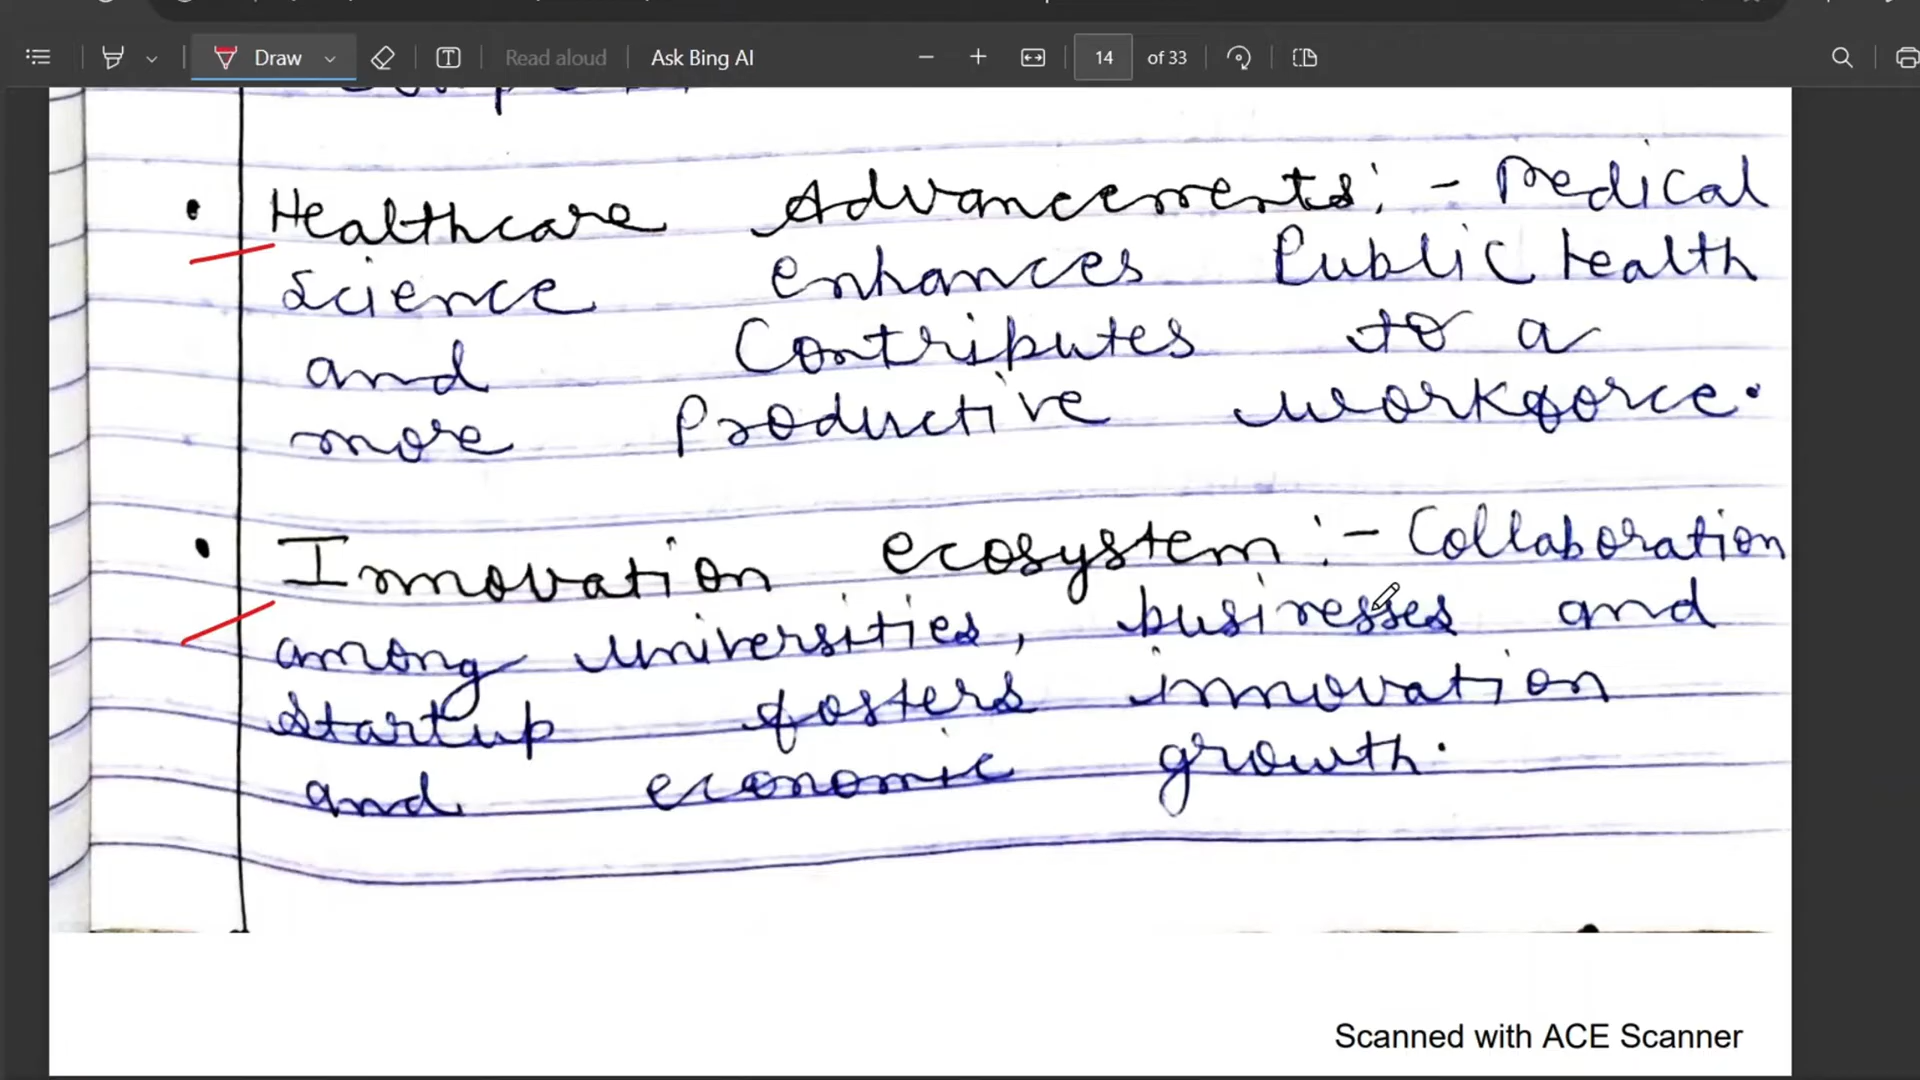 Draw
Read aloud
Ask Bing AI
14 of 33
• Healthcare Advancements :- Medical
Science enhances Public health
and Contributes to a
more Productive workforce.
• Innovation ecosystem :- Collaboration
among universities, businesses and
Startup fosters innovation
and economic growth.
Scanned with ACE Scanner